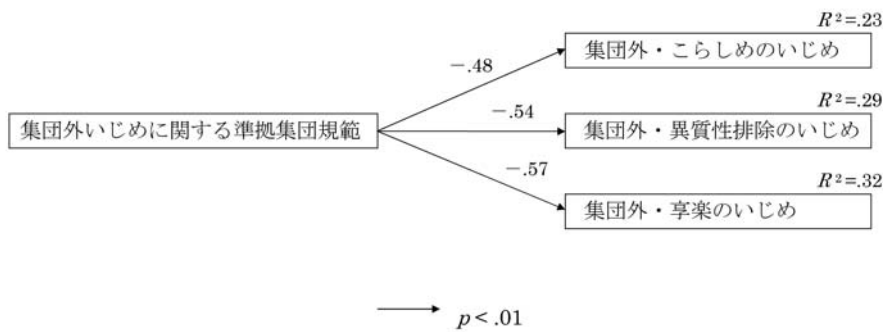 R²=.23
集団外・こらしめのいじめ
−.48
R²=.29
集団外いじめに関する準拠集団規範
−.54
集団外・異質性排除のいじめ
R²=.32
−.57
集団外・享楽のいじめ
p< .01